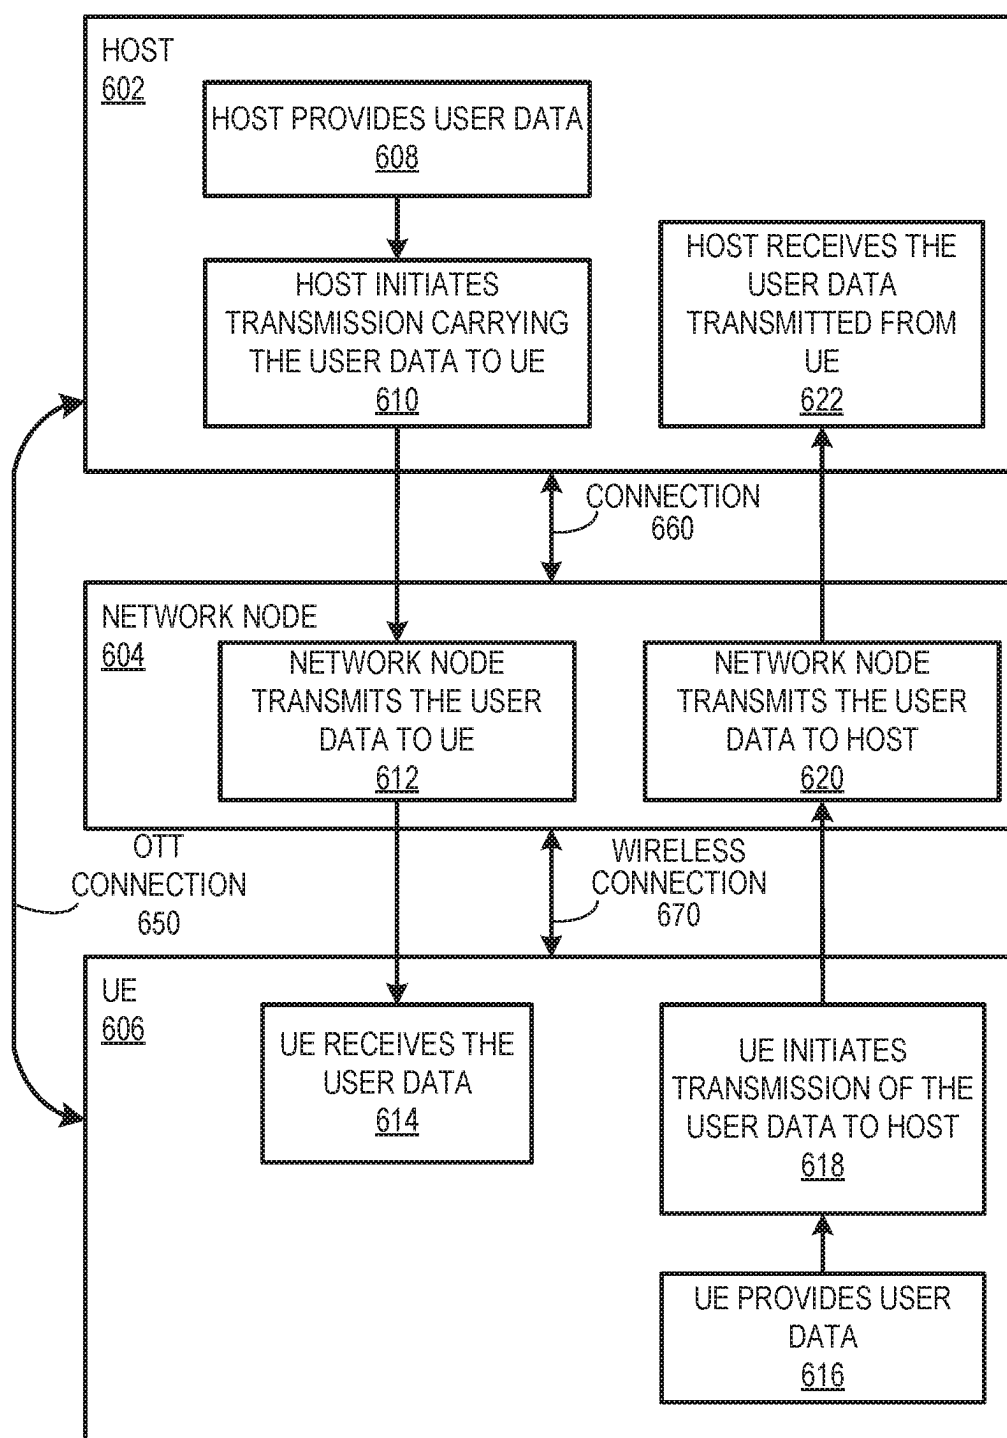 HOST
602
HOST PROVIDES USER DATA
608
HOST INITIATES
TRANSMISSION CARRYING
THE USER DATA TO UE
610
HOST RECEIVES THE
USER DATA
TRANSMITTED FROM
UE
622
CONNECTION
660
NETWORK NODE
604
NETWORK NODE
TRANSMITS THE USER
DATA TO UE
612
NETWORK NODE
TRANSMITS THE USER
DATA TO HOST
620
OTT
CONNECTION
650
WIRELESS
CONNECTION
670
UE
606
UE RECEIVES THE
USER DATA
614
UE INITIATES
TRANSMISSION OF THE
USER DATA TO HOST
618
UE PROVIDES USER
DATA
616